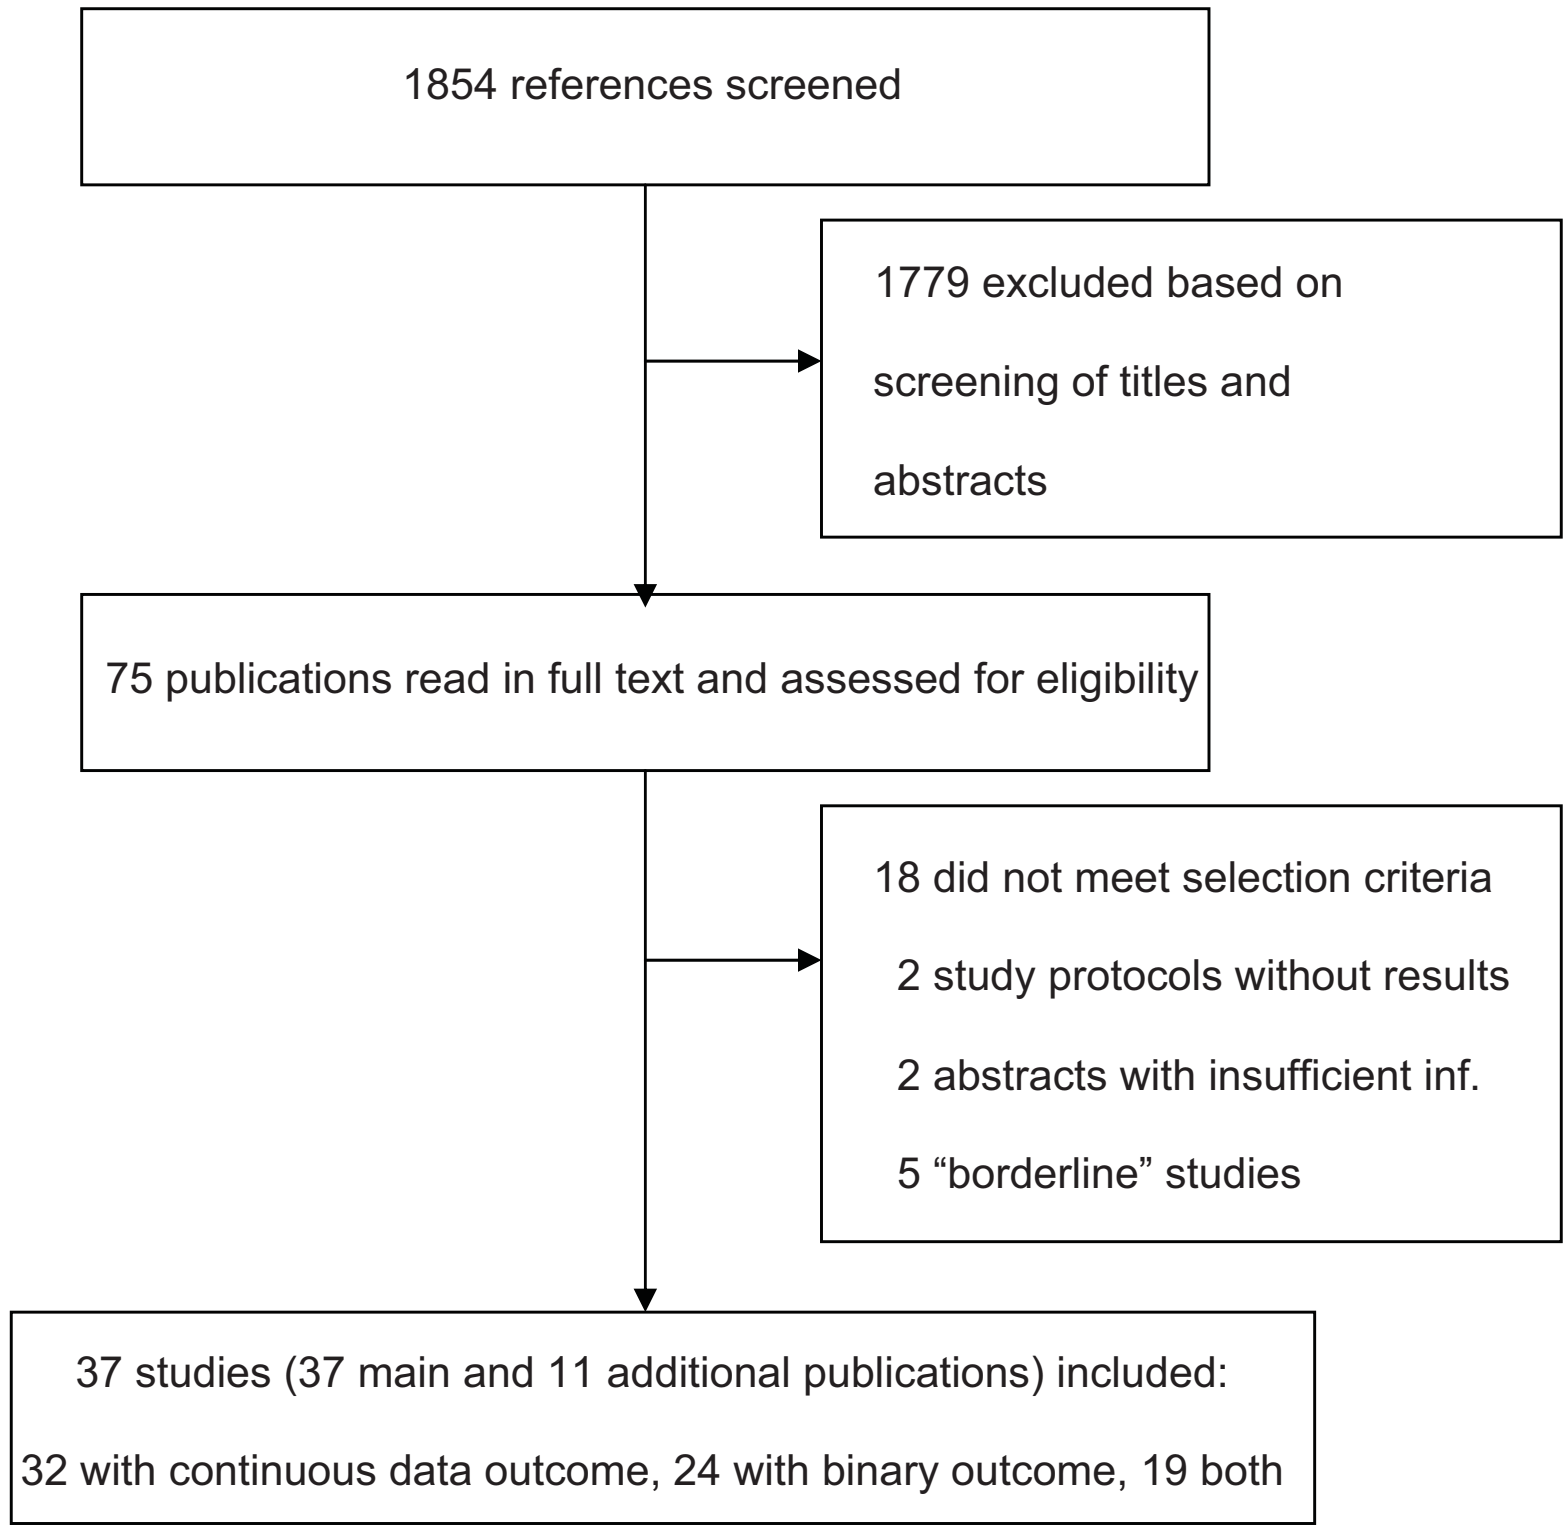 1854 references screened
1779 excluded based on
screening of titles and
abstracts
75 publications read in full text and assessed for eligibility
18 did not meet selection criteria
2 study protocols without results
2 abstracts with insufficient inf.
5 “borderline” studies
37 studies (37 main and 11 additional publications) included:
32 with continuous data outcome, 24 with binary outcome, 19 both